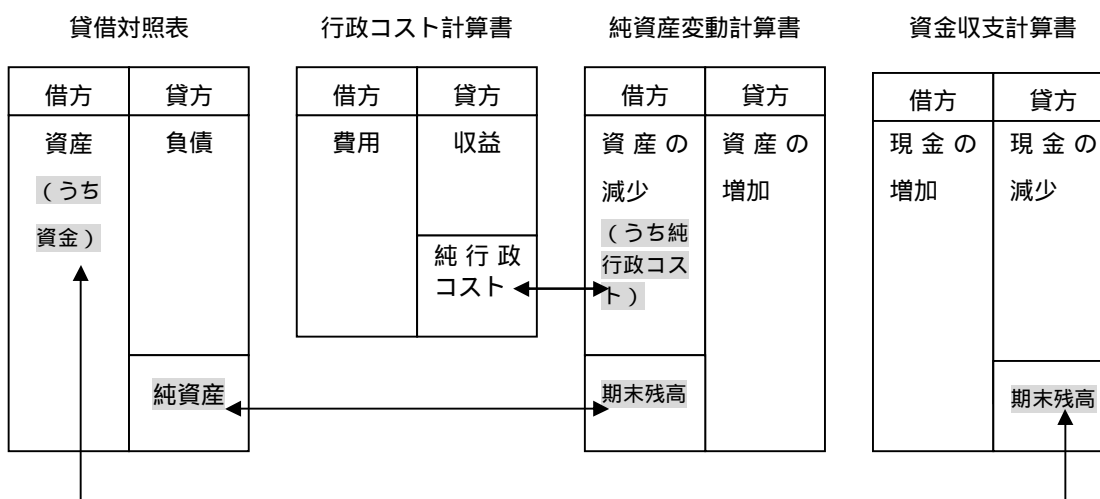 貸借対照表
借方
貸方
資産
（うち
資金）
負債
純資産
行政コスト計算書
借方
貸方
費用
収益
純行政
コスト
純資産変動計算書
借方
貸方
資産の
減少
（うち純
行政コス
ト）
期末残高
資産の
増加
資金収支計算書
借方
貸方
現金の
増加
現金の
減少
期末残高